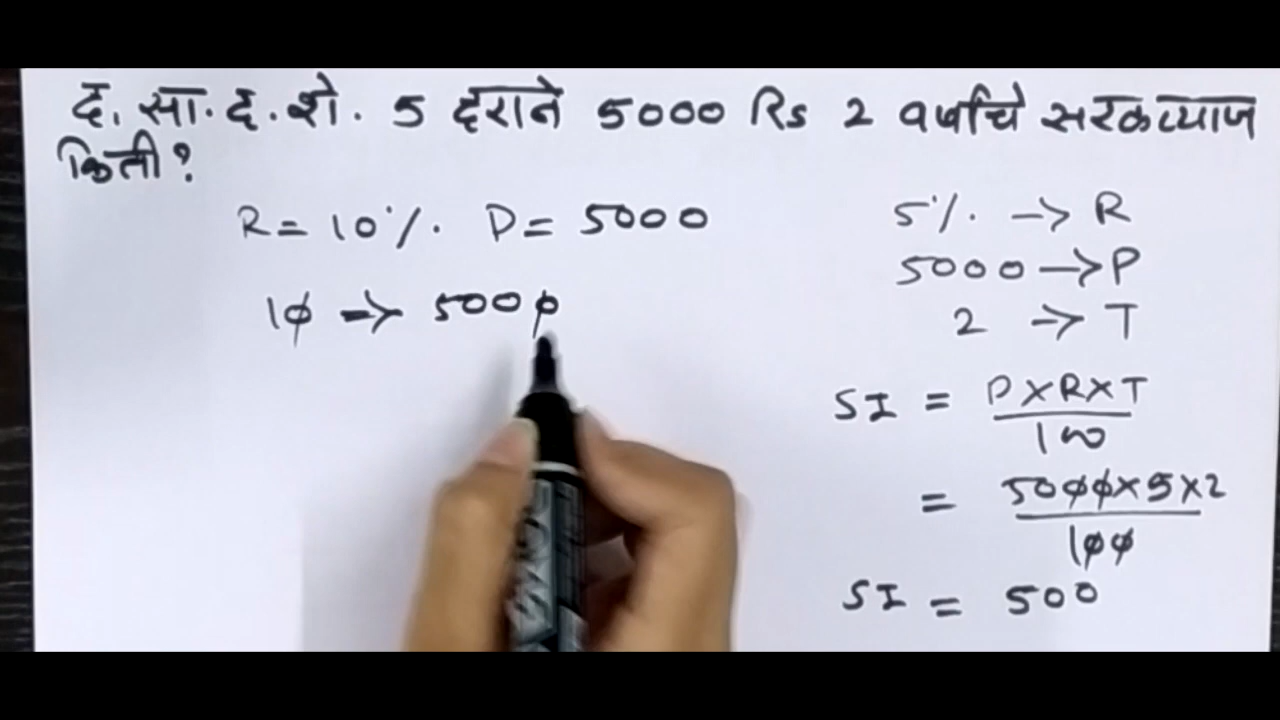 द. सा. द. शे. 5 दराने 5000 Rs 2 वर्षाचे सरळव्याज
किती?
R = 10%. P = 5000
10 → 5000
5% → R
5000 → P
2 → T
SI = P×R×T
100
= 5000×5×2
100
SI = 500